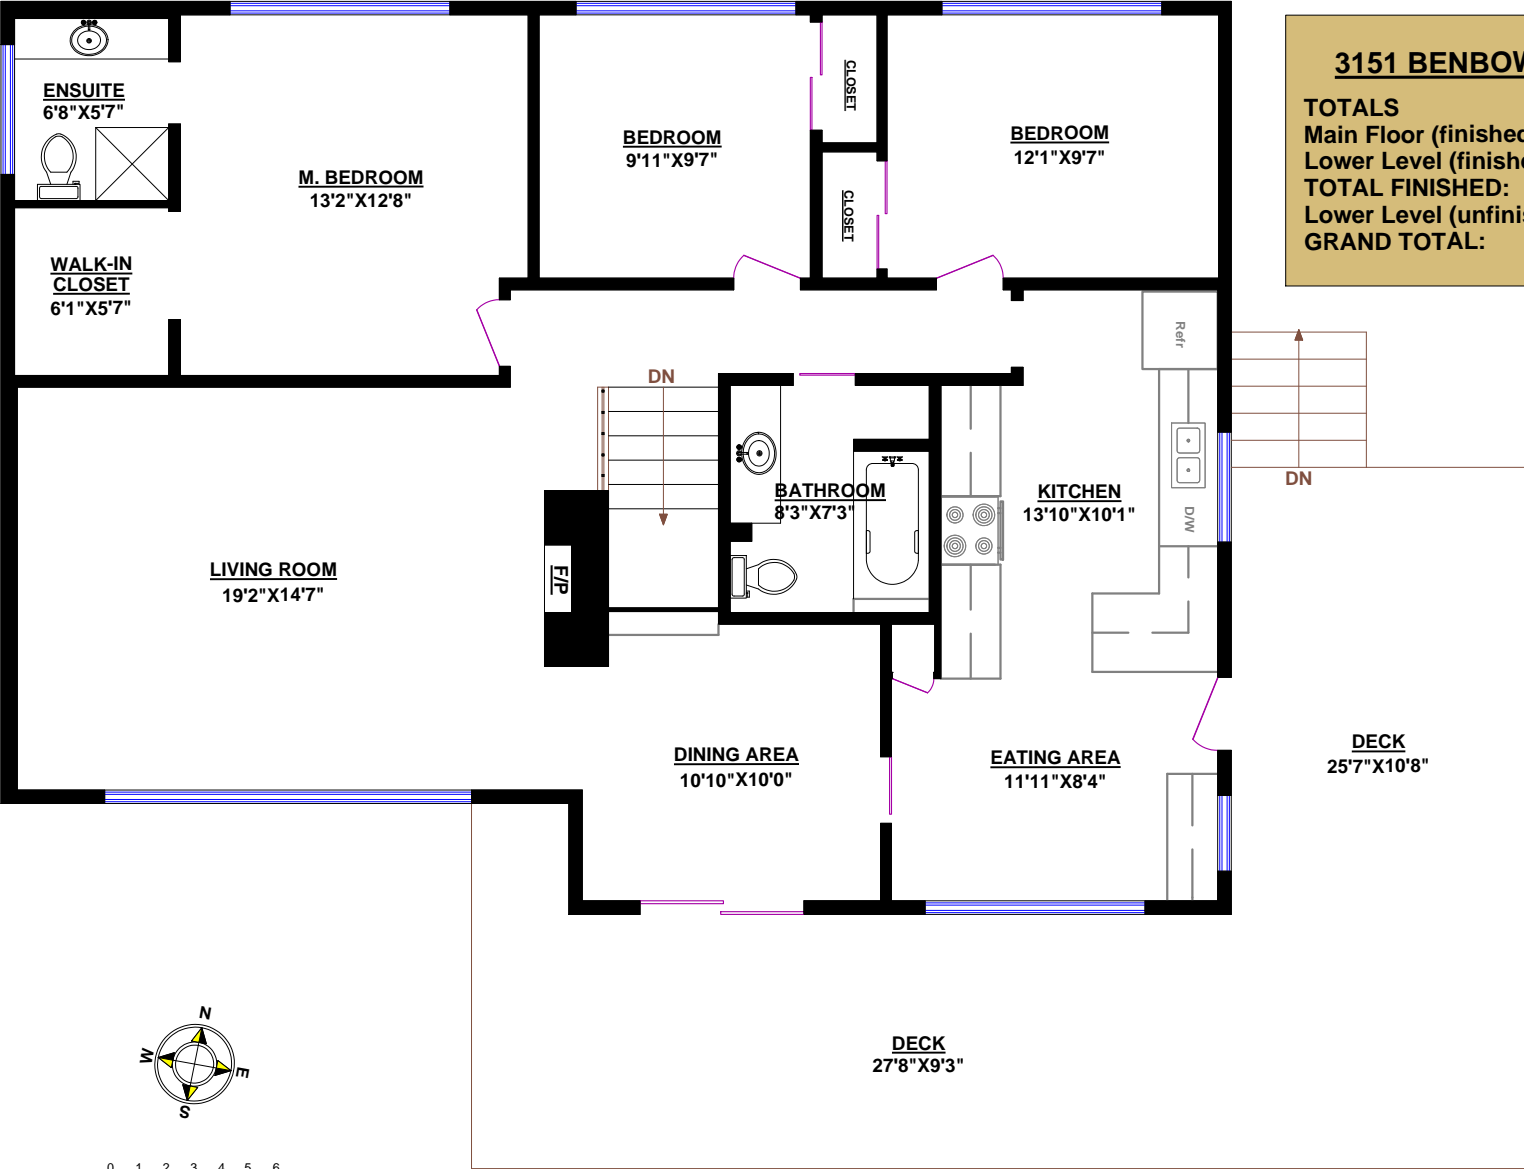 ENSUITE
6'8"X5'7"
M. BEDROOM
13'2"X12'8"
WALK-IN
CLOSET
6'1"X5'7"
BEDROOM
9'11"X9'7"
CLOSET
CLOSET
BEDROOM
12'1"X9'7"
3151 BENBOW
TOTALS
Main Floor (finished
Lower Level (finishe
TOTAL FINISHED:
Lower Level (unfinis
GRAND TOTAL:
Refr
DN
DN
BATHROOM
8'3"X7'3"
KITCHEN
13'10"X10'1"
D/W
LIVING ROOM
19'2"X14'7"
F/P
DINING AREA
10'10"X10'0"
EATING AREA
11'11"X8'4"
DECK
25'7"X10'8"
DECK
27'8"X9'3"
N
W
E
S
0 1 2 3 4 5 6